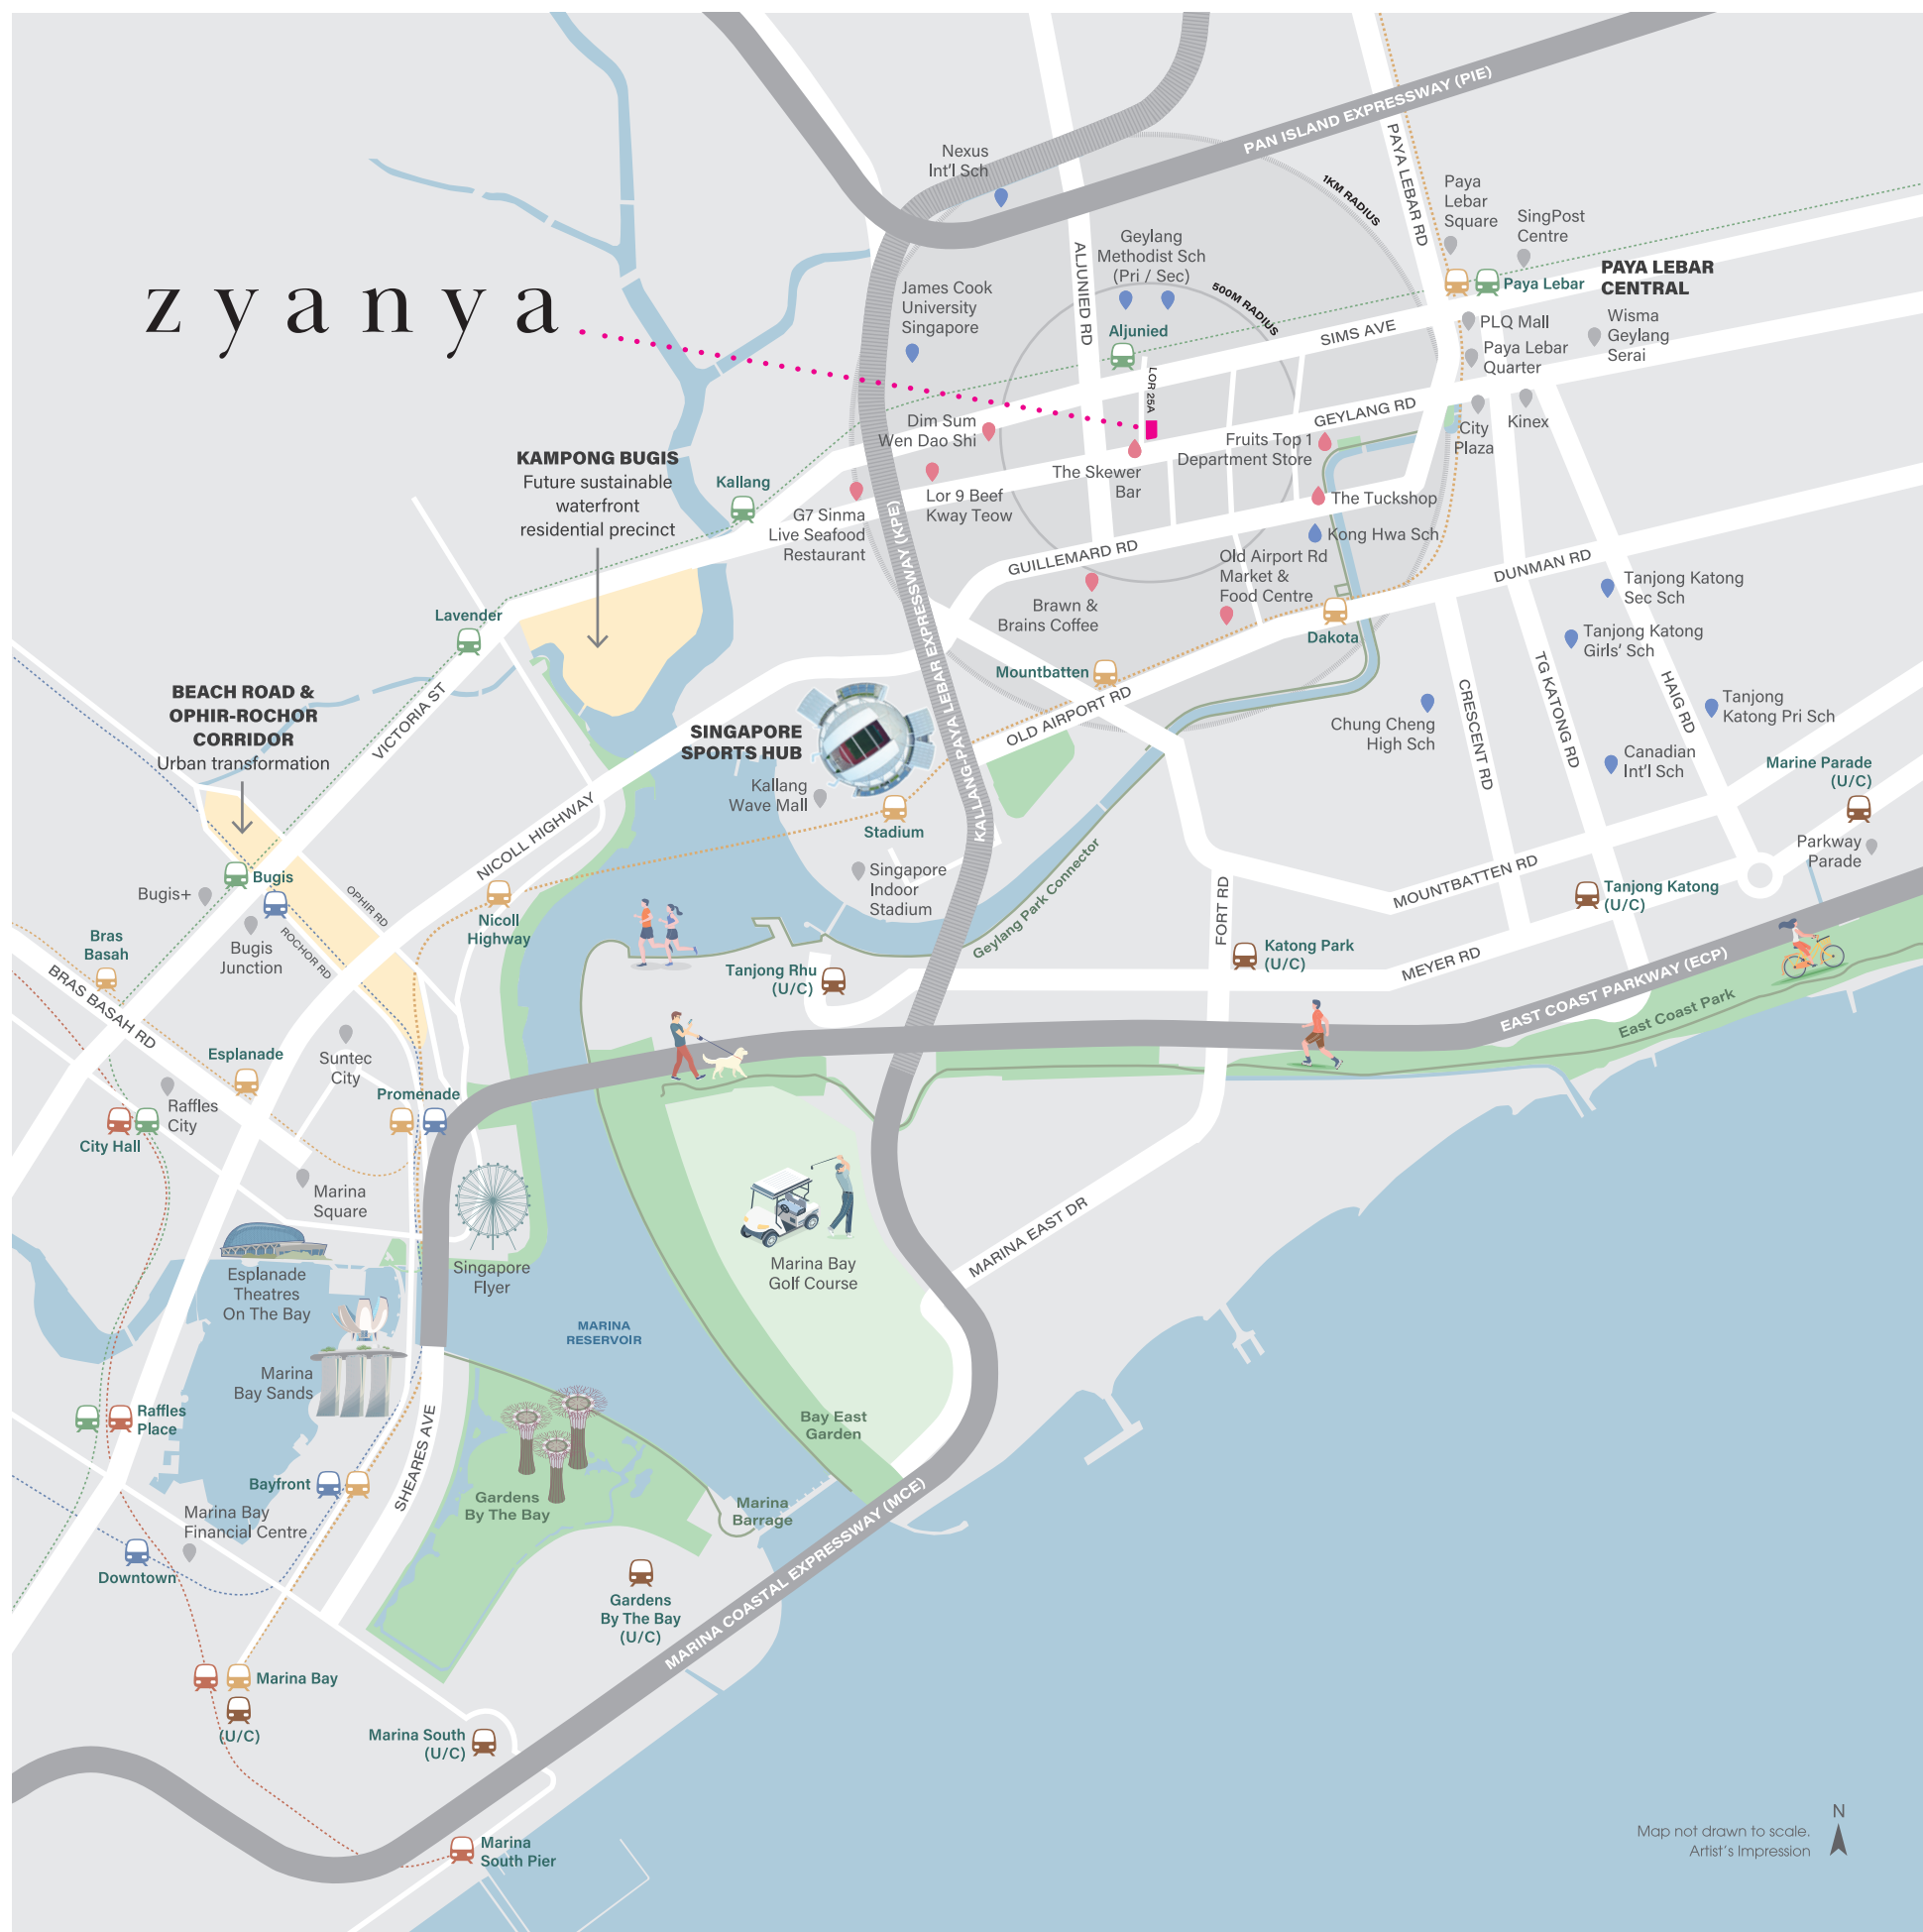 zyanya
Nexus
Int'l Sch
PAN ISLAND EXPRESSWAY (PIE)
PAYA LEBAR RD
1KM RADIUS
Paya
Lebar
Square
SingPost
Centre
PAYA LEBAR
CENTRAL
Paya Lebar
Geylang
Methodist Sch
(Pri / Sec)
ALJUNIED RD
500M RADIUS
Aljunied
SIMS AVE
James Cook
University
Singapore
PLQ Mall
Wisma
Geylang
Serai
Paya Lebar
Quarter
LOR 25A
GEYLANG RD
City
Plaza
Kinex
Dim Sum
Wen Dao Shi
Fruits Top 1
Department Store
The Skewer
Bar
Lor 9 Beef
Kway Teow
The Tuckshop
Kong Hwa Sch
G7 Sinma
Live Seafood
Restaurant
KAMPONG BUGIS
Future sustainable
waterfront
residential precinct
Kallang
GUILLEMARD RD
Old Airport Rd
Market &
Food Centre
Brawn &
Brains Coffee
DUNMAN RD
Tanjong Katong
Sec Sch
Tanjong Katong
Girls' Sch
Dakota
Mountbatten
OLD AIRPORT RD
KALLANG-PAYA LEBAR EXPRESSWAY (KPE)
Lavender
BEACH ROAD &
OPHIR-ROCHOR
CORRIDOR
Urban transformation
VICTORIA ST
SINGAPORE
SPORTS HUB
Kallang
Wave Mall
Stadium
Singapore
Indoor
Stadium
Chung Cheng
High Sch
CRESCENT RD
TG KATONG RD
HAIG RD
Tanjong
Katong Pri Sch
Canadian
Int'l Sch
Marine Parade
(U/C)
Parkway
Parade
NICOLL HIGHWAY
Nicoll
Highway
Bugis
Bugis+
Bugis
Junction
OPHIR RD
ROCHOR RD
Bras
Basah
BRAS BASAH RD
Geylang Park Connector
FORT RD
MOUNTBATTEN RD
Tanjong Katong
(U/C)
Katong Park
(U/C)
MEYER RD
Tanjong Rhu
(U/C)
EAST COAST PARKWAY (ECP)
East Coast Park
Esplanade
Suntec
City
Promenade
Raffles
City
City Hall
Marina
Square
Esplanade
Theatres
On The Bay
Singapore
Flyer
Marina Bay
Golf Course
MARINA EAST DR
MARINA
RESERVOIR
Marina
Bay Sands
Raffles
Place
SHEARES AVE
Bay East
Garden
Bayfront
Gardens
By The Bay
Marina
Barrage
Marina Bay
Financial Centre
Downtown
Gardens
By The Bay
(U/C)
MARINA COASTAL EXPRESSWAY (MCE)
Marina Bay
(U/C)
Marina South
(U/C)
Marina
South Pier
N
Map not drawn to scale.
Artist's Impression